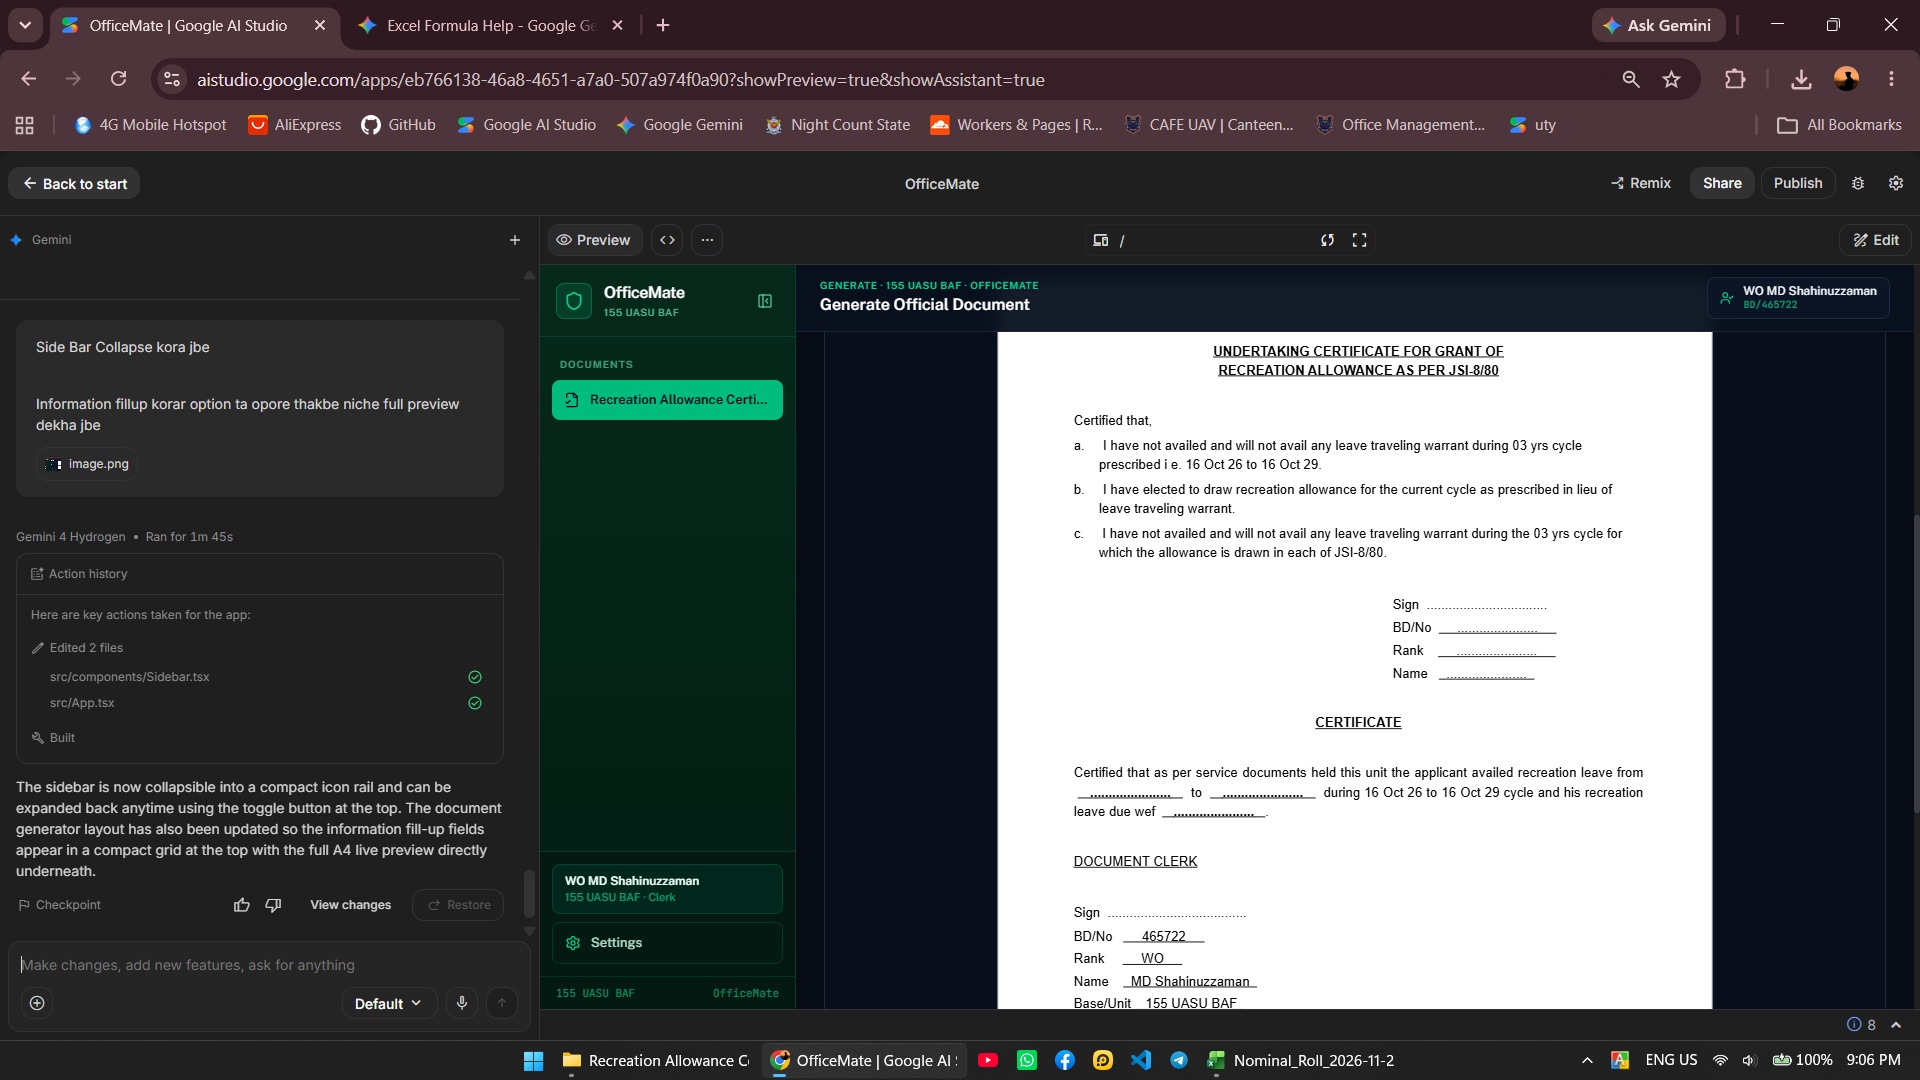 OfficeMate | Google AI Studio
Excel Formula Help - Google Ge
Ask Gemini
aistudio.google.com/apps/eb766138-46a8-4651-a7a0-507a974f0a90?showPreview=true&showAssistant=true
4G Mobile Hotspot
AliExpress
GitHub
Google AI Studio
Google Gemini
Night Count State
Workers & Pages | R...
CAFE UAV | Canteen...
Office Management...
uty
All Bookmarks
Back to start
OfficeMate
Remix
Share
Publish
Gemini
Preview
/
Edit
Side Bar Collapse kora jbe
Information fillup korar option ta opore thakbe niche full preview
dekha jbe
image.png
Gemini 4 Hydrogen • Ran for 1m 45s
Action history
Here are key actions taken for the app:
Edited 2 files
src/components/Sidebar.tsx
src/App.tsx
Built
The sidebar is now collapsible into a compact icon rail and can be
expanded back anytime using the toggle button at the top. The document
generator layout has also been updated so the information fill-up fields
appear in a compact grid at the top with the full A4 live preview directly
underneath.
Checkpoint
View changes
Restore
Make changes, add new features, ask for anything
Default
OfficeMate
155 UASU BAF
DOCUMENTS
Recreation Allowance Certi...
WO MD Shahinuzzaman
155 UASU BAF · Clerk
Settings
155 UASU BAF
OfficeMate
GENERATE · 155 UASU BAF · OFFICEMATE
Generate Official Document
WO MD Shahinuzzaman
BD/465722
UNDERTAKING CERTIFICATE FOR GRANT OF
RECREATION ALLOWANCE AS PER JSI-8/80
Certified that,
a. I have not availed and will not avail any leave traveling warrant during 03 yrs cycle
prescribed i e. 16 Oct 26 to 16 Oct 29.
b. I have elected to draw recreation allowance for the current cycle as prescribed in lieu of
leave traveling warrant.
c. I have not availed and will not avail any leave traveling warrant during the 03 yrs cycle for
which the allowance is drawn in each of JSI-8/80.
Sign ................................
BD/No ......................
Rank ......................
Name ......................
CERTIFICATE
Certified that as per service documents held this unit the applicant availed recreation leave from
...................... to ...................... during 16 Oct 26 to 16 Oct 29 cycle and his recreation
leave due wef ......................
DOCUMENT CLERK
Sign .....................................
BD/No 465722
Rank WO
Name MD Shahinuzzaman
Base/Unit 155 UASU BAF
8
Recreation Allowance C
OfficeMate | Google AI S
Nominal_Roll_2026-11-2
ENG US
100%
9:06 PM